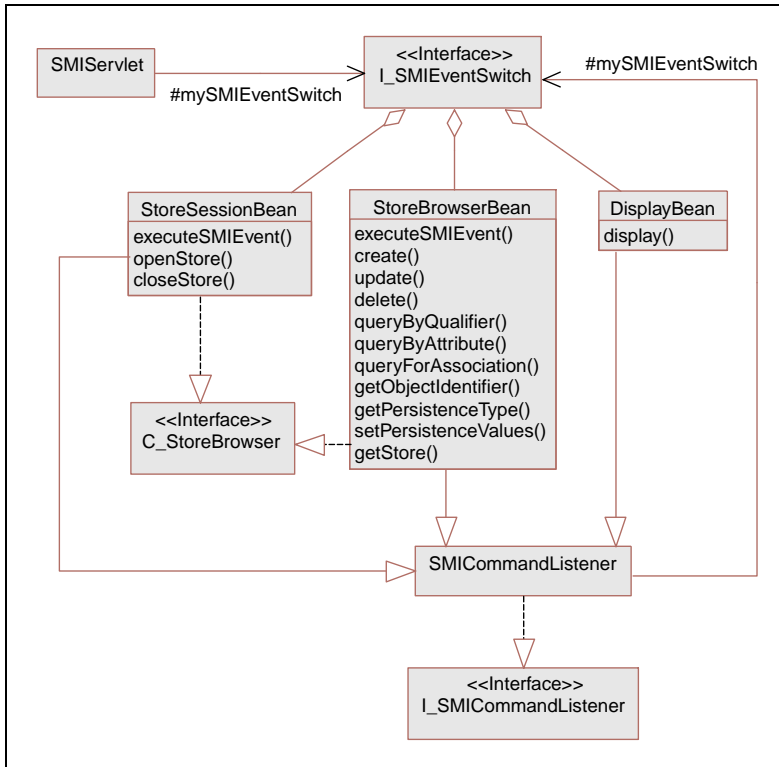 SMIServlet
<<Interface>>
I_SMIEventSwitch
#mySMIEventSwitch
#mySMIEventSwitch
StoreSessionBean
executeSMIEvent()
openStore()
closeStore()
StoreBrowserBean
executeSMIEvent()
create()
update()
delete()
queryByQualifier()
queryByAttribute()
queryForAssociation()
getObjectIdentifier()
getPersistenceType()
setPersistenceValues()
getStore()
DisplayBean
display()
<<Interface>>
C_StoreBrowser
SMICommandListener
<<Interface>>
I_SMICommandListener